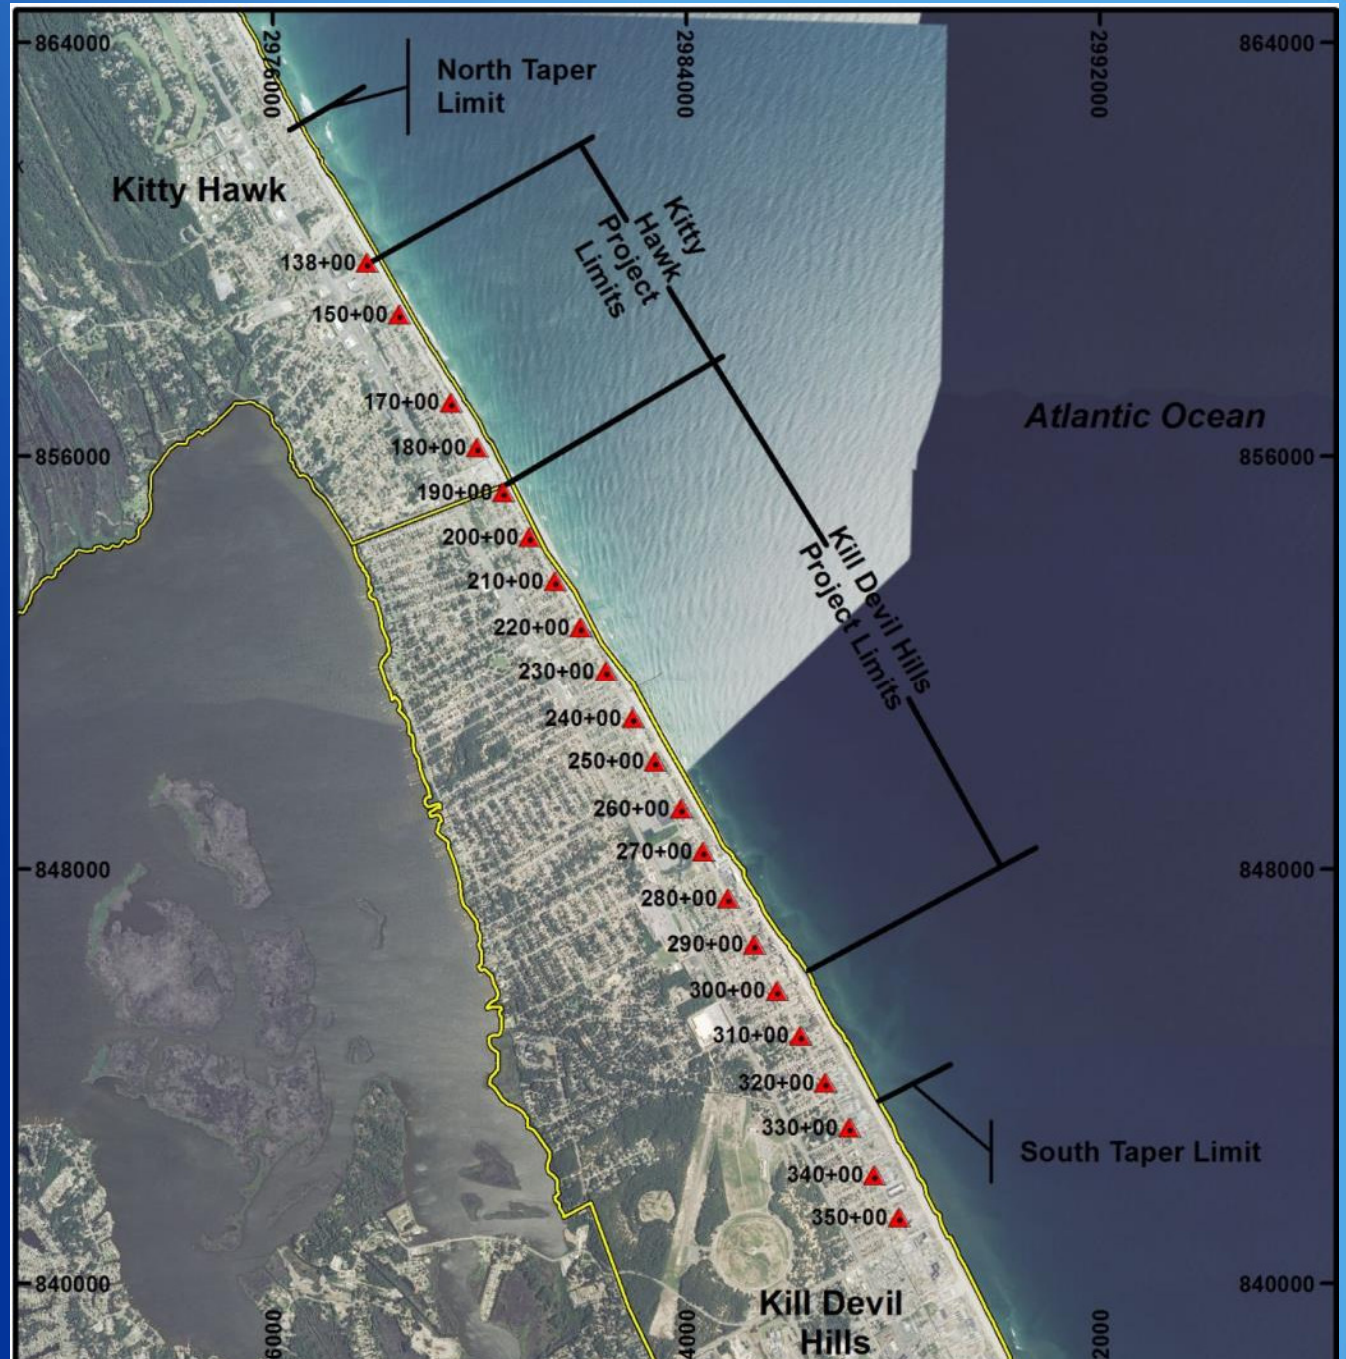 864000
2976000
2984000
2992000
864000
North Taper
Limit
Kitty Hawk
Kitty
Hawk
Project
Limits
138+00
150+00
170+00
Atlantic Ocean
180+00
856000
856000
190+00
200+00
210+00
Kill Devil Hills
Project Limits
220+00
230+00
240+00
250+00
260+00
270+00
848000
848000
280+00
290+00
300+00
310+00
320+00
330+00
South Taper Limit
340+00
350+00
840000
840000
Kill Devil
Hills
6000
4000
2000